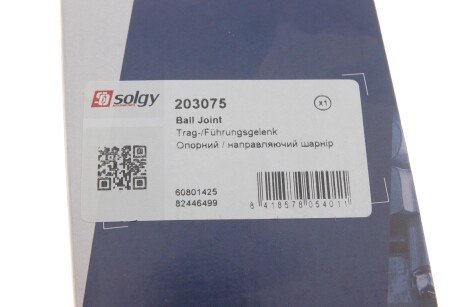 solgy
203075
x1
Ball Joint
Trag-/Führungsgelenk
Опорний / направляючий шарнір
60801425
82446499
8 418578 054011